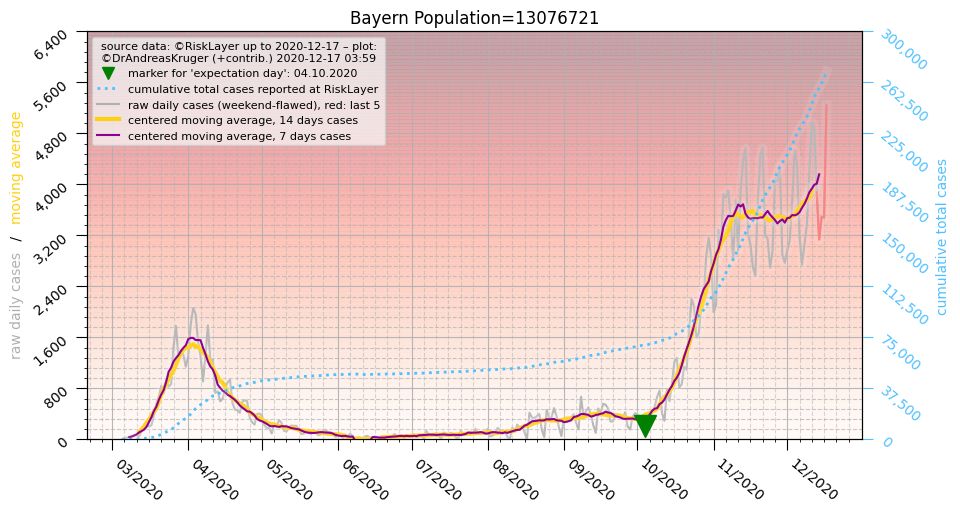 Bayern Population=13076721
source data: ©RiskLayer up to 2020-12-17 – plot:
©DrAndreasKruger (+contrib.) 2020-12-17 03:59
marker for 'expectation day': 04.10.2020
cumulative total cases reported at RiskLayer
raw daily cases (weekend-flawed), red: last 5
centered moving average, 14 days cases
centered moving average, 7 days cases
raw daily cases / moving average
6,400
5,600
4,800
4,000
3,200
2,400
1,600
800
0
300,000
262,500
225,000
187,500
150,000
112,500
75,000
37,500
0
cumulative total cases
03/2020
04/2020
05/2020
06/2020
07/2020
08/2020
09/2020
10/2020
11/2020
12/2020